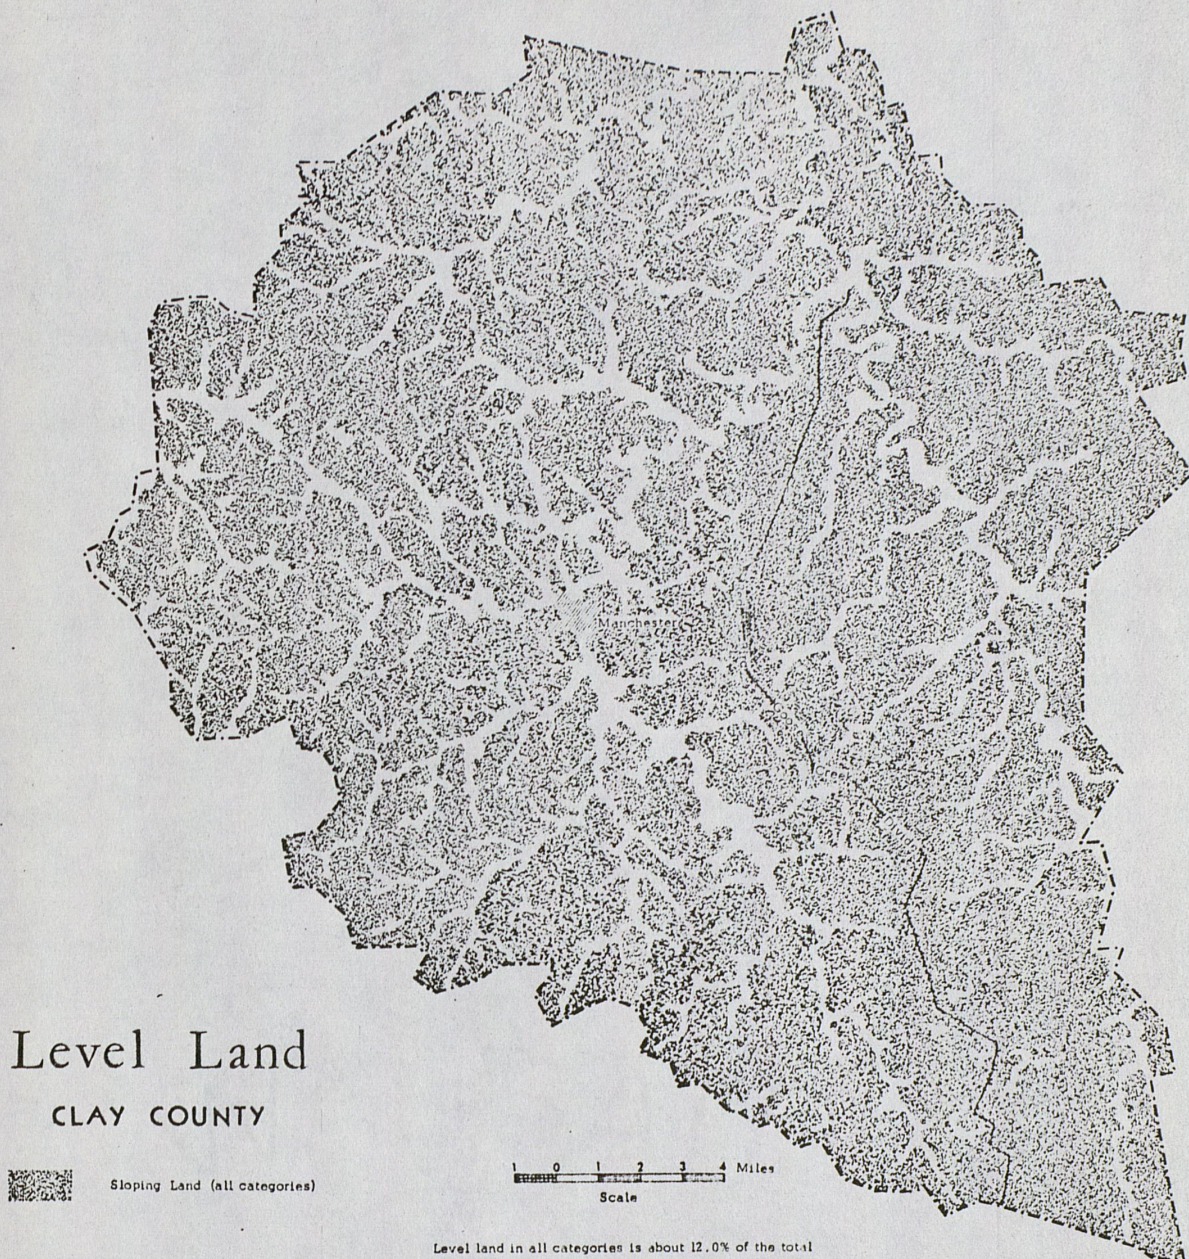 Manchester
Level Land
CLAY COUNTY
Sloping Land (all categories)
1 0 1 2 3 4 Miles
Scale
Level land in all categories is about 12.0% of the total